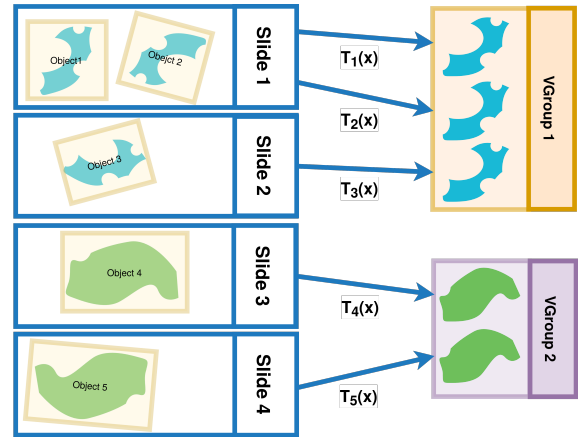 Object1
Object 2
Slide 1
T1(x)
T2(x)
VGroup 1
Object 3
Slide 2
T3(x)
Object 4
Slide 3
T4(x)
VGroup 2
Object 5
Slide 4
T5(x)